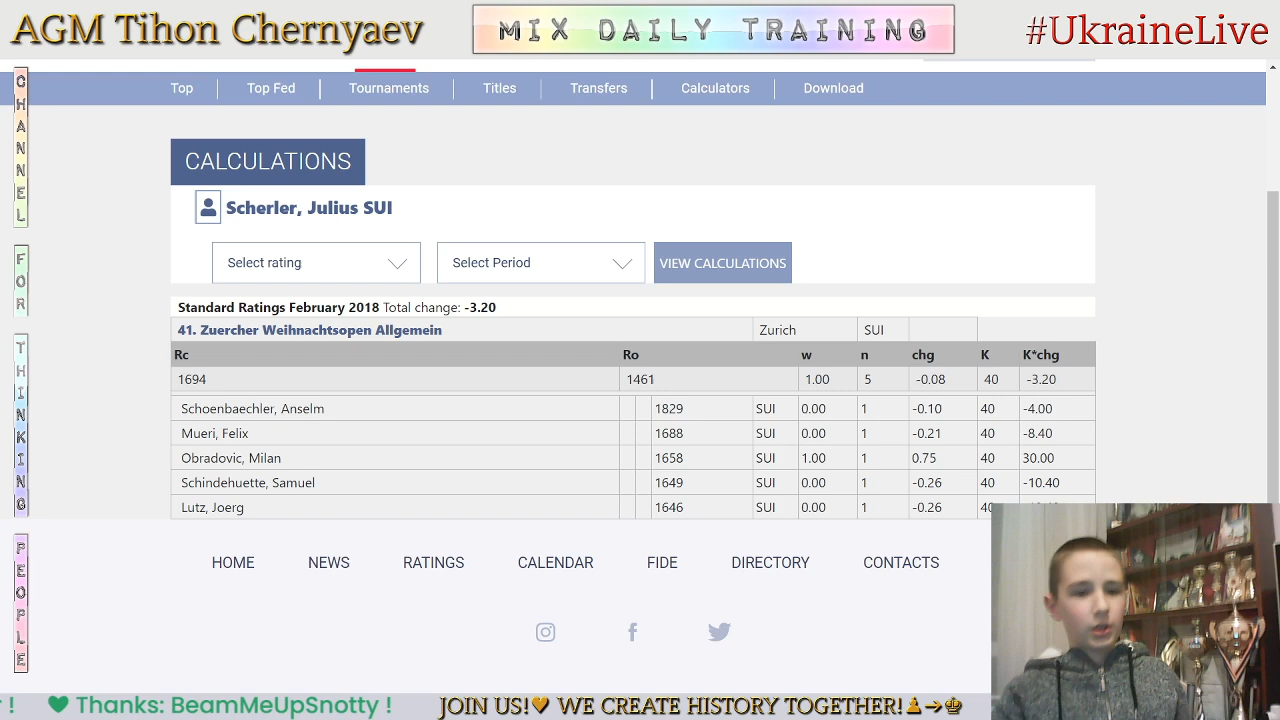 AGM Tihon Chernyaev
MIX DAILY TRAINING
#UkraineLive
CHANNEL FOR THINKING PEOPLE
Top Top Fed Tournaments Titles Transfers Calculators Download
CALCULATIONS
Scherler, Julius SUI
Select rating Select Period VIEW CALCULATIONS
Standard Ratings February 2018 Total change: -3.20
41. Zuercher Weihnachtsopen Allgemein Zurich SUI
Rc Ro w n chg K K*chg
1694 1461 1.00 5 -0.08 40 -3.20
Schoenbaechler, Anselm 1829 SUI 0.00 1 -0.10 40 -4.00
Mueri, Felix 1688 SUI 0.00 1 -0.21 40 -8.40
Obradovic, Milan 1658 SUI 1.00 1 0.75 40 30.00
Schindehuette, Samuel 1649 SUI 0.00 1 -0.26 40 -10.40
Lutz, Joerg 1646 SUI 0.00 1 -0.26 40
HOME NEWS RATINGS CALENDAR FIDE DIRECTORY CONTACTS
! Thanks: BeamMeUpSnotty ! JOIN US! WE CREATE HISTORY TOGETHER!